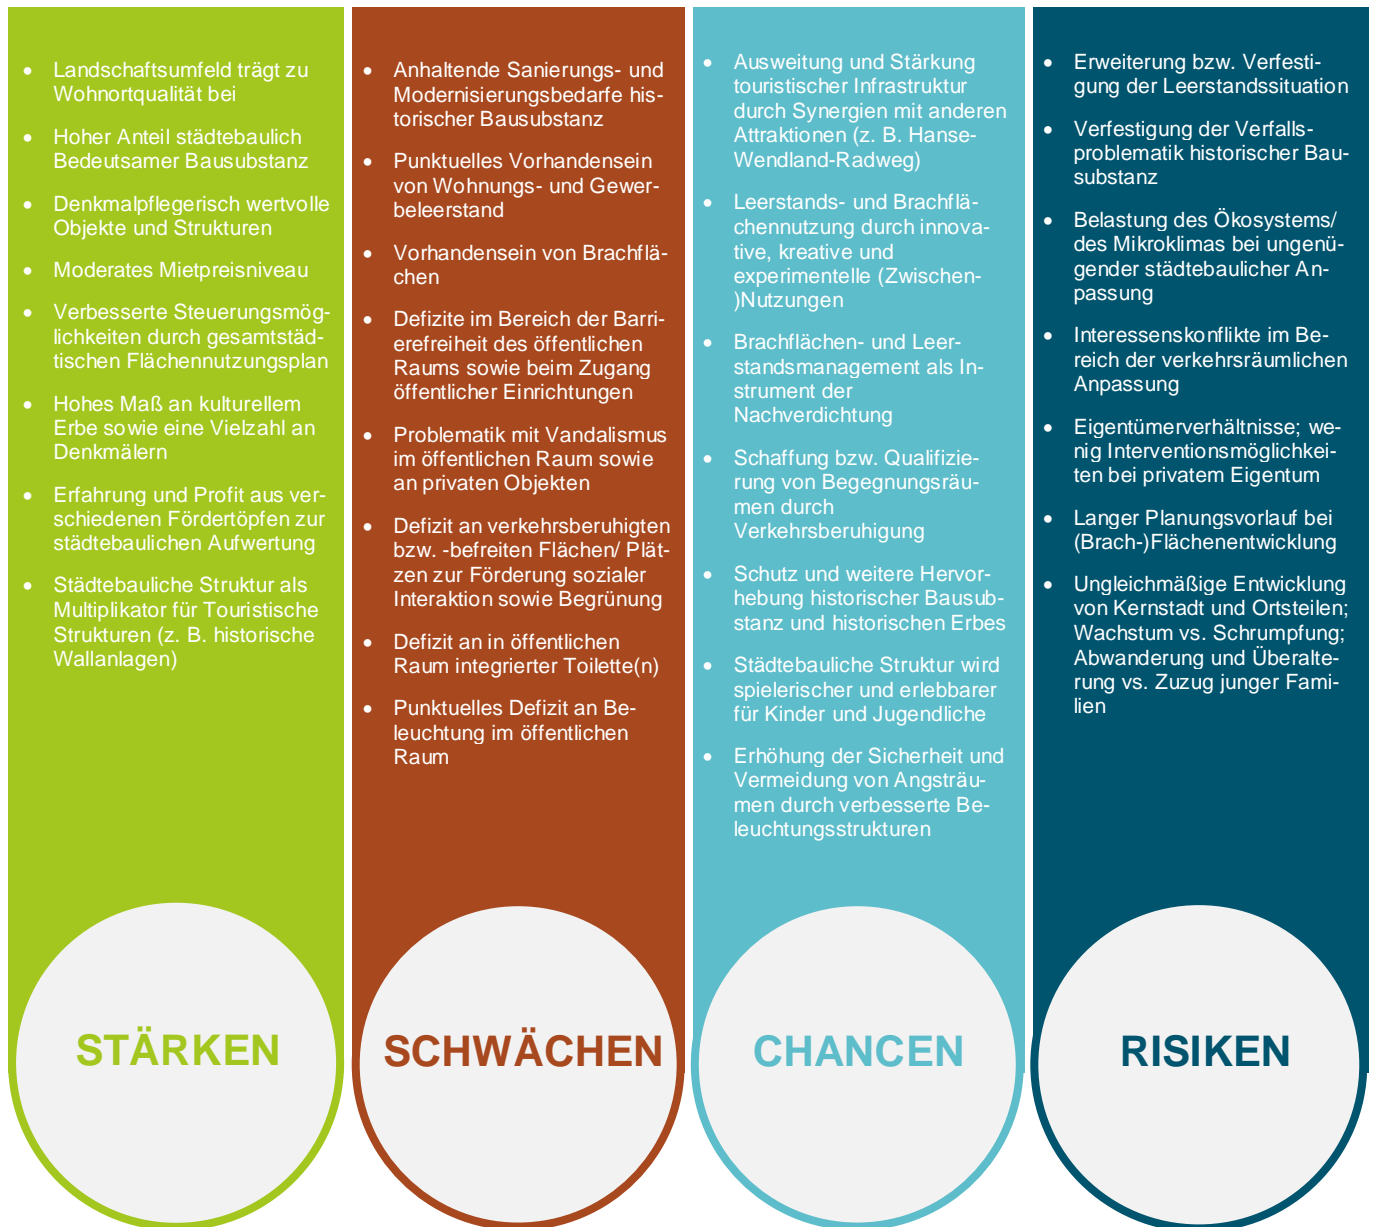 Landschaftsumfeld trägt zu
Wohnortqualität bei
Hoher Anteil städtebaulich
Bedeutsamer Bausubstanz
Denkmalpflegerisch wertvolle
Objekte und Strukturen
Moderates Mietpreisniveau
Verbesserte Steuerungsmög-
lichkeiten durch gesamtstäd-
tischen Flächennutzungsplan
Hohes Maß an kulturellem
Erbe sowie eine Vielzahl an
Denkmälern
Erfahrung und Profit aus ver-
schiedenen Fördertöpfen zur
städtebaulichen Aufwertung
Städtebauliche Struktur als
Multiplikator für Touristische
Strukturen (z. B. historische
Wallanlagen)
STÄRKEN
Anhaltende Sanierungs- und
Modernisierungsbedarfe his-
torischer Bausubstanz
Punktuelles Vorhandensein
von Wohnungs- und Gewer-
beleerstand
Vorhandensein von Brachflä-
chen
Defizite im Bereich der Barri-
erefreiheit des öffentlichen
Raums sowie beim Zugang
öffentlicher Einrichtungen
Problematik mit Vandalismus
im öffentlichen Raum sowie
an privaten Objekten
Defizit an verkehrsberuhigten
bzw. -befreiten Flächen/ Plät-
zen zur Förderung sozialer
Interaktion sowie Begrünung
Defizit an in öffentlichen
Raum integrierter Toilette(n)
Punktuelles Defizit an Be-
leuchtung im öffentlichen
Raum
SCHWÄCHEN
Ausweitung und Stärkung
touristischer Infrastruktur
durch Synergien mit anderen
Attraktionen (z. B. Hanse-
Wendland-Radweg)
Leerstands- und Brachflä-
chennutzung durch innova-
tive, kreative und
experimentelle (Zwischen-
)Nutzungen
Brachflächen- und Leer-
standsmanagement als In-
strument der
Nachverdichtung
Schaffung bzw. Qualifizie-
rung von Begegnungsräu-
men durch
Verkehrsberuhigung
Schutz und weitere Hervor-
hebung historischer Bausub-
stanz und historischen Erbes
Städtebauliche Struktur wird
spielerischer und erlebbarer
für Kinder und Jugendliche
Erhöhung der Sicherheit und
Vermeidung von Angsträu-
men durch verbesserte Be-
leuchtungsstrukturen
CHANCEN
Erweiterung bzw. Verfesti-
gung der Leerstandssituation
Verfestigung der Verfalls-
problematik historischer Bau-
substanz
Belastung des Ökosystems/
des Mikroklimas bei ungenü-
gender städtebaulicher An-
passung
Interessenskonflikte im Be-
reich der verkehrsräumlichen
Anpassung
Eigentümerverhältnisse; we-
nig Interventionsmöglichkei-
ten bei privatem Eigentum
Langer Planungsvorlauf bei
(Brach-)Flächenentwicklung
Ungleichmäßige Entwicklung
von Kernstadt und Ortsteilen;
Wachstum vs. Schrumpfung;
Abwanderung und Überalte-
rung vs. Zuzug junger Fami-
lien
RISIKEN